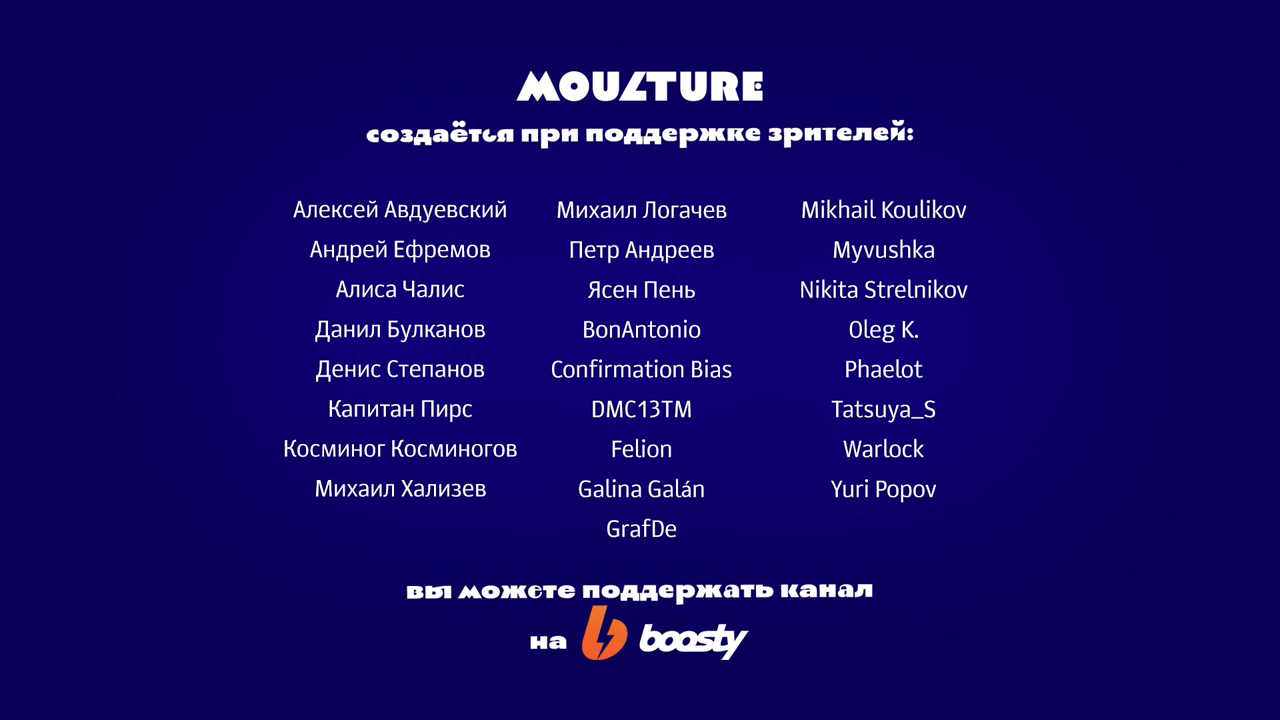 MOULTURE
создаётся при поддержке зрителей:
Алексей Авдуевский
Андрей Ефремов
Алиса Чалис
Данил Булканов
Денис Степанов
Капитан Пирс
Косминог Косминогов
Михаил Хализев
Михаил Логачев
Петр Андреев
Ясен Пень
BonAntonio
Confirmation Bias
DMC13TM
Felion
Galina Galán
GrafDe
Mikhail Koulikov
Myvushka
Nikita Strelnikov
Oleg K.
Phaelot
Tatsuya_S
Warlock
Yuri Popov
вы можете поддержать канал
на boosty